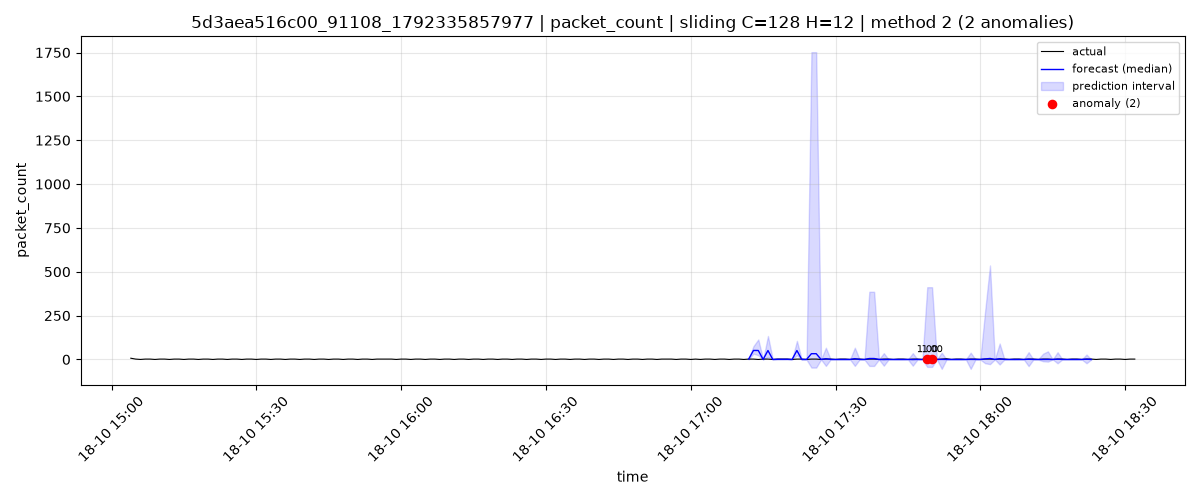 5d3aea516c00_91108_1792335857977 | packet_count | sliding C=128 H=12 | method 2 (2 anomalies)
actual
forecast (median)
prediction interval
anomaly (2)
packet_count
1750
1500
1250
1000
750
500
250
0
18-10 15:00
18-10 15:30
18-10 16:00
18-10 16:30
18-10 17:00
18-10 17:30
18-10 18:00
18-10 18:30
time